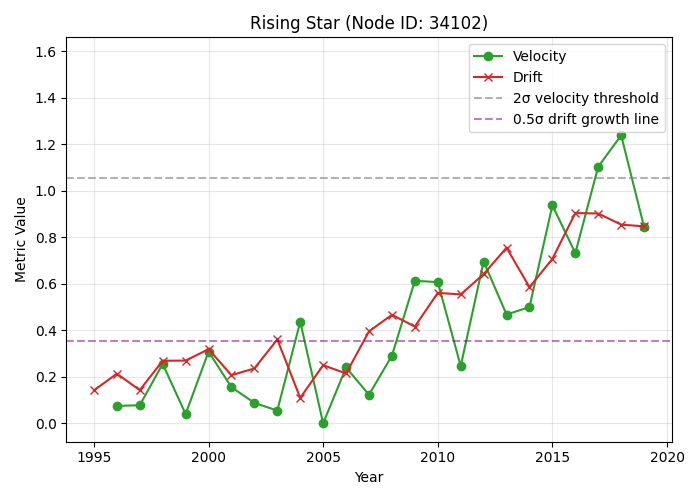 Rising Star (Node ID: 34102)
Velocity
Drift
2σ velocity threshold
0.5σ drift growth line
Metric Value
1.6
1.4
1.2
1.0
0.8
0.6
0.4
0.2
0.0
1995 2000 2005 2010 2015 2020
Year